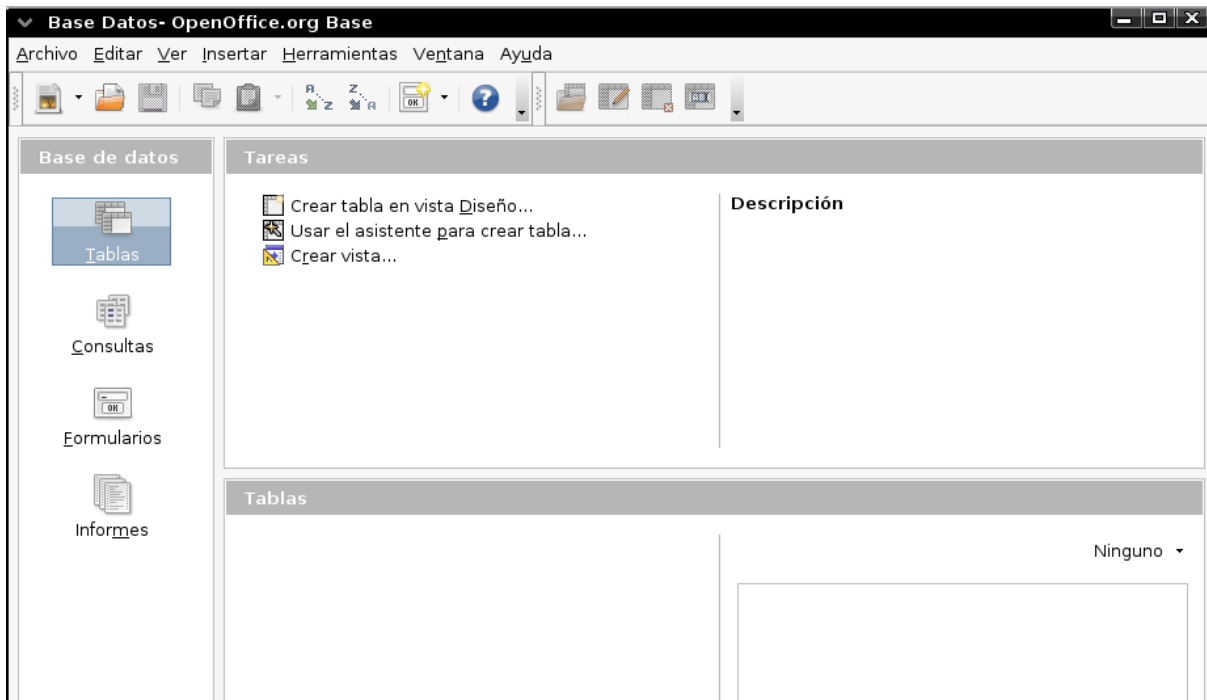 Base Datos- OpenOffice.org Base
Archivo Editar Ver Insertar Herramientas Ventana Ayuda
Base de datos
Tablas
Consultas
Formularios
Informes
Tareas
Crear tabla en vista Diseño...
Usar el asistente para crear tabla...
Crear vista...
Descripción
Tablas
Ninguno